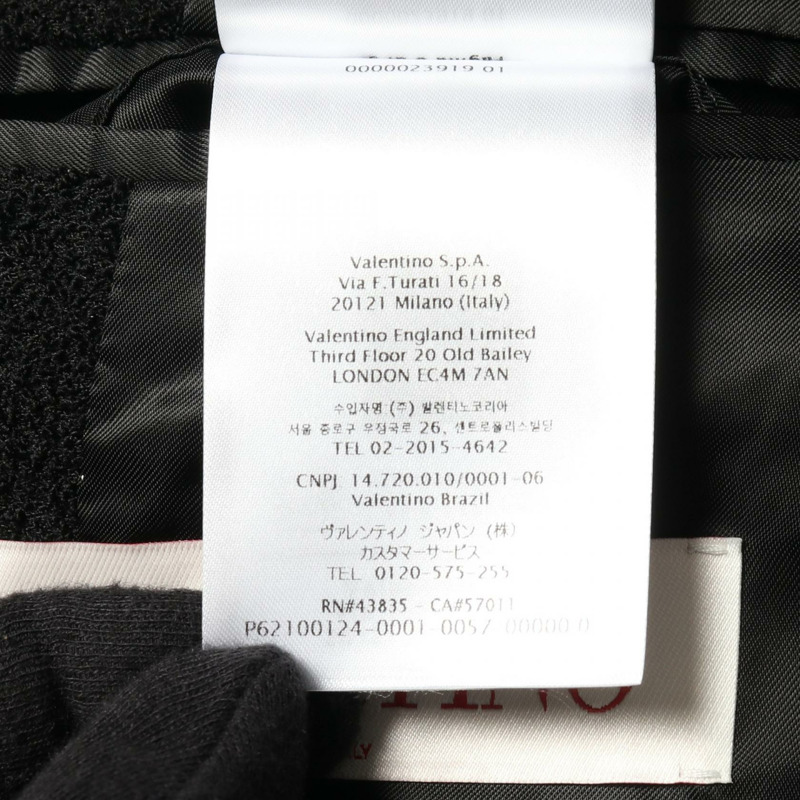 0000023919 01
Valentino S.p.A.
Via F.Turati 16/18
20121 Milano (Italy)
Valentino England Limited
Third Floor 20 Old Bailey
LONDON EC4M 7AN
수입자명 (주) 발렌티노코리아
서울 종로구 우정국로 26, 센트로폴리스빌딩
TEL 02-2015-4642
CNPJ 14.720.010/0001-06
Valentino Brazil
ヴァレンティノ ジャパン (株)
カスタマーサービス
TEL 0120-575-255
RN#43835 - CA#57011
P62100124-0001-0057-00000.0
TINO
LY